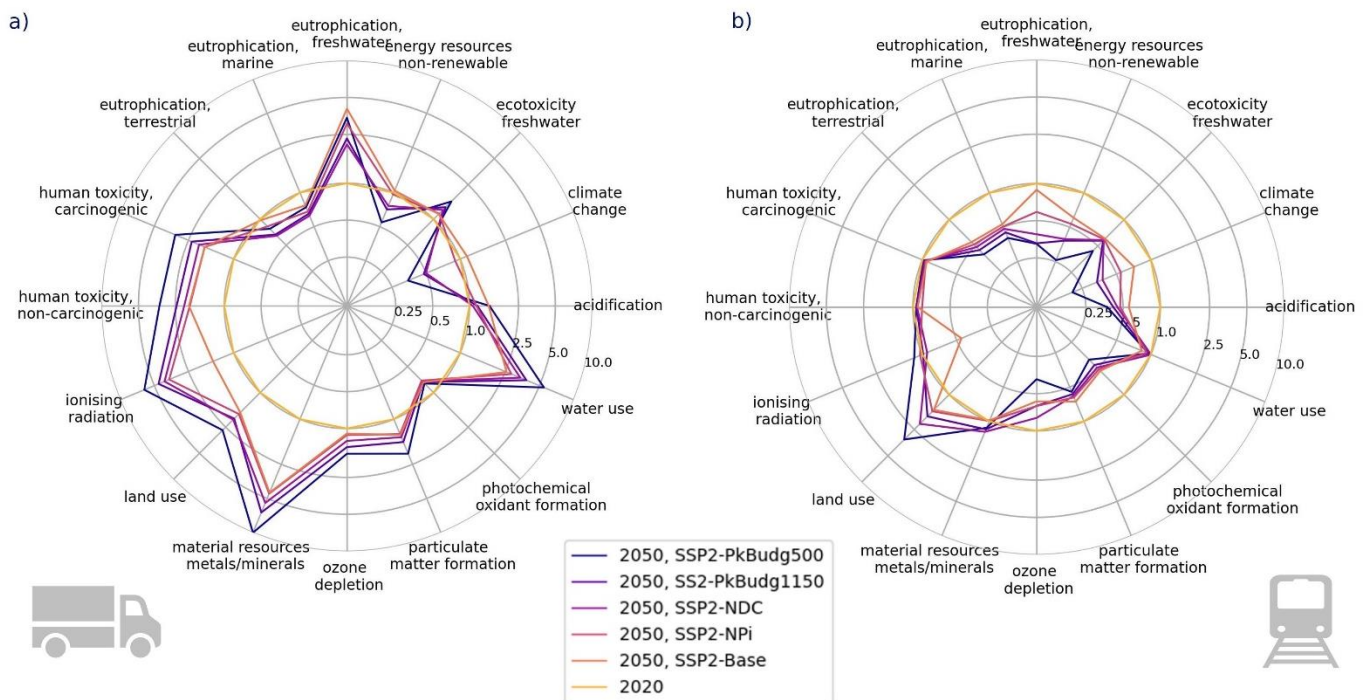 a)
eutrophication,
freshwater
energy resources
non-renewable
ecotoxicity
freshwater
climate
change
acidification
water use
photochemical
oxidant formation
particulate
matter formation
ozone
depletion
material resources
metals/minerals
land use
ionising
radiation
human toxicity,
non-carcinogenic
human toxicity,
carcinogenic
eutrophication,
terrestrial
eutrophication,
marine
0.25
0.5
1.0
2.5
5.0
10.0
b)
eutrophication,
freshwater
energy resources
non-renewable
ecotoxicity
freshwater
climate
change
acidification
water use
photochemical
oxidant formation
particulate
matter formation
ozone
depletion
material resources
metals/minerals
land use
ionising
radiation
human toxicity,
non-carcinogenic
human toxicity,
carcinogenic
eutrophication,
terrestrial
eutrophication,
marine
0.25
1.0
2.5
5.0
10.0
2050, SSP2-PkBudg500
2050, SS2-PkBudg1150
2050, SSP2-NDC
2050, SSP2-NPi
2050, SSP2-Base
2020